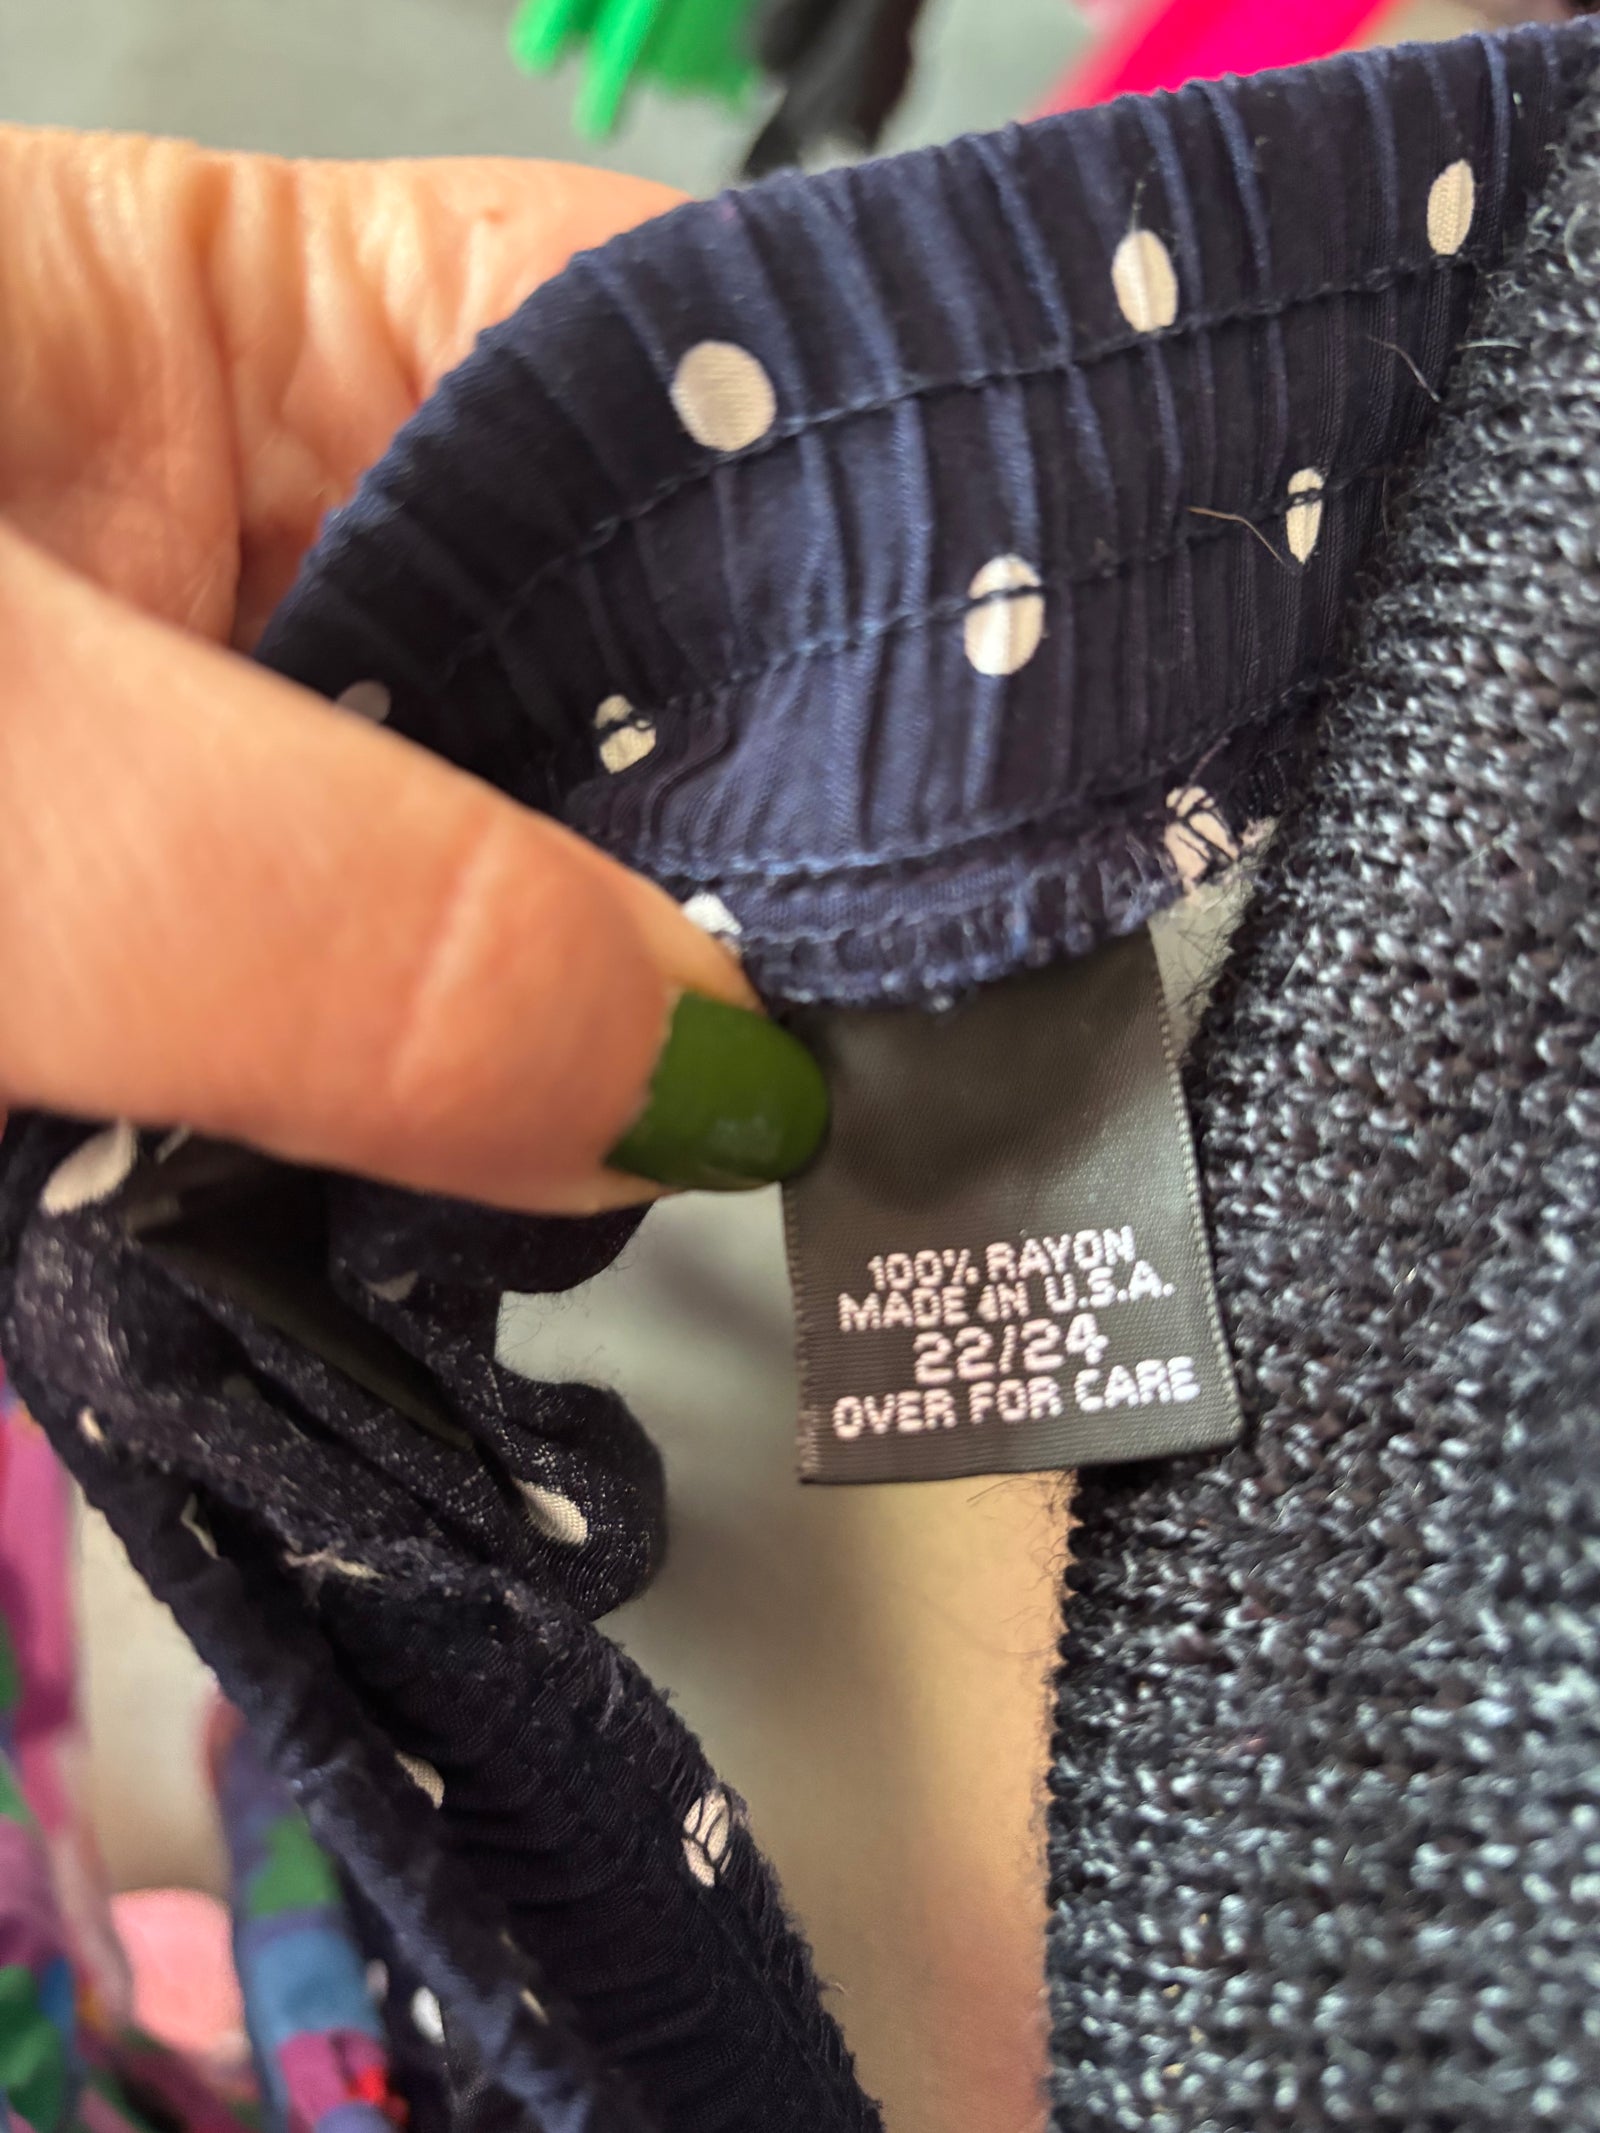 100% RAYON
MADE IN U.S.A.
22/24
OVER FOR CARE